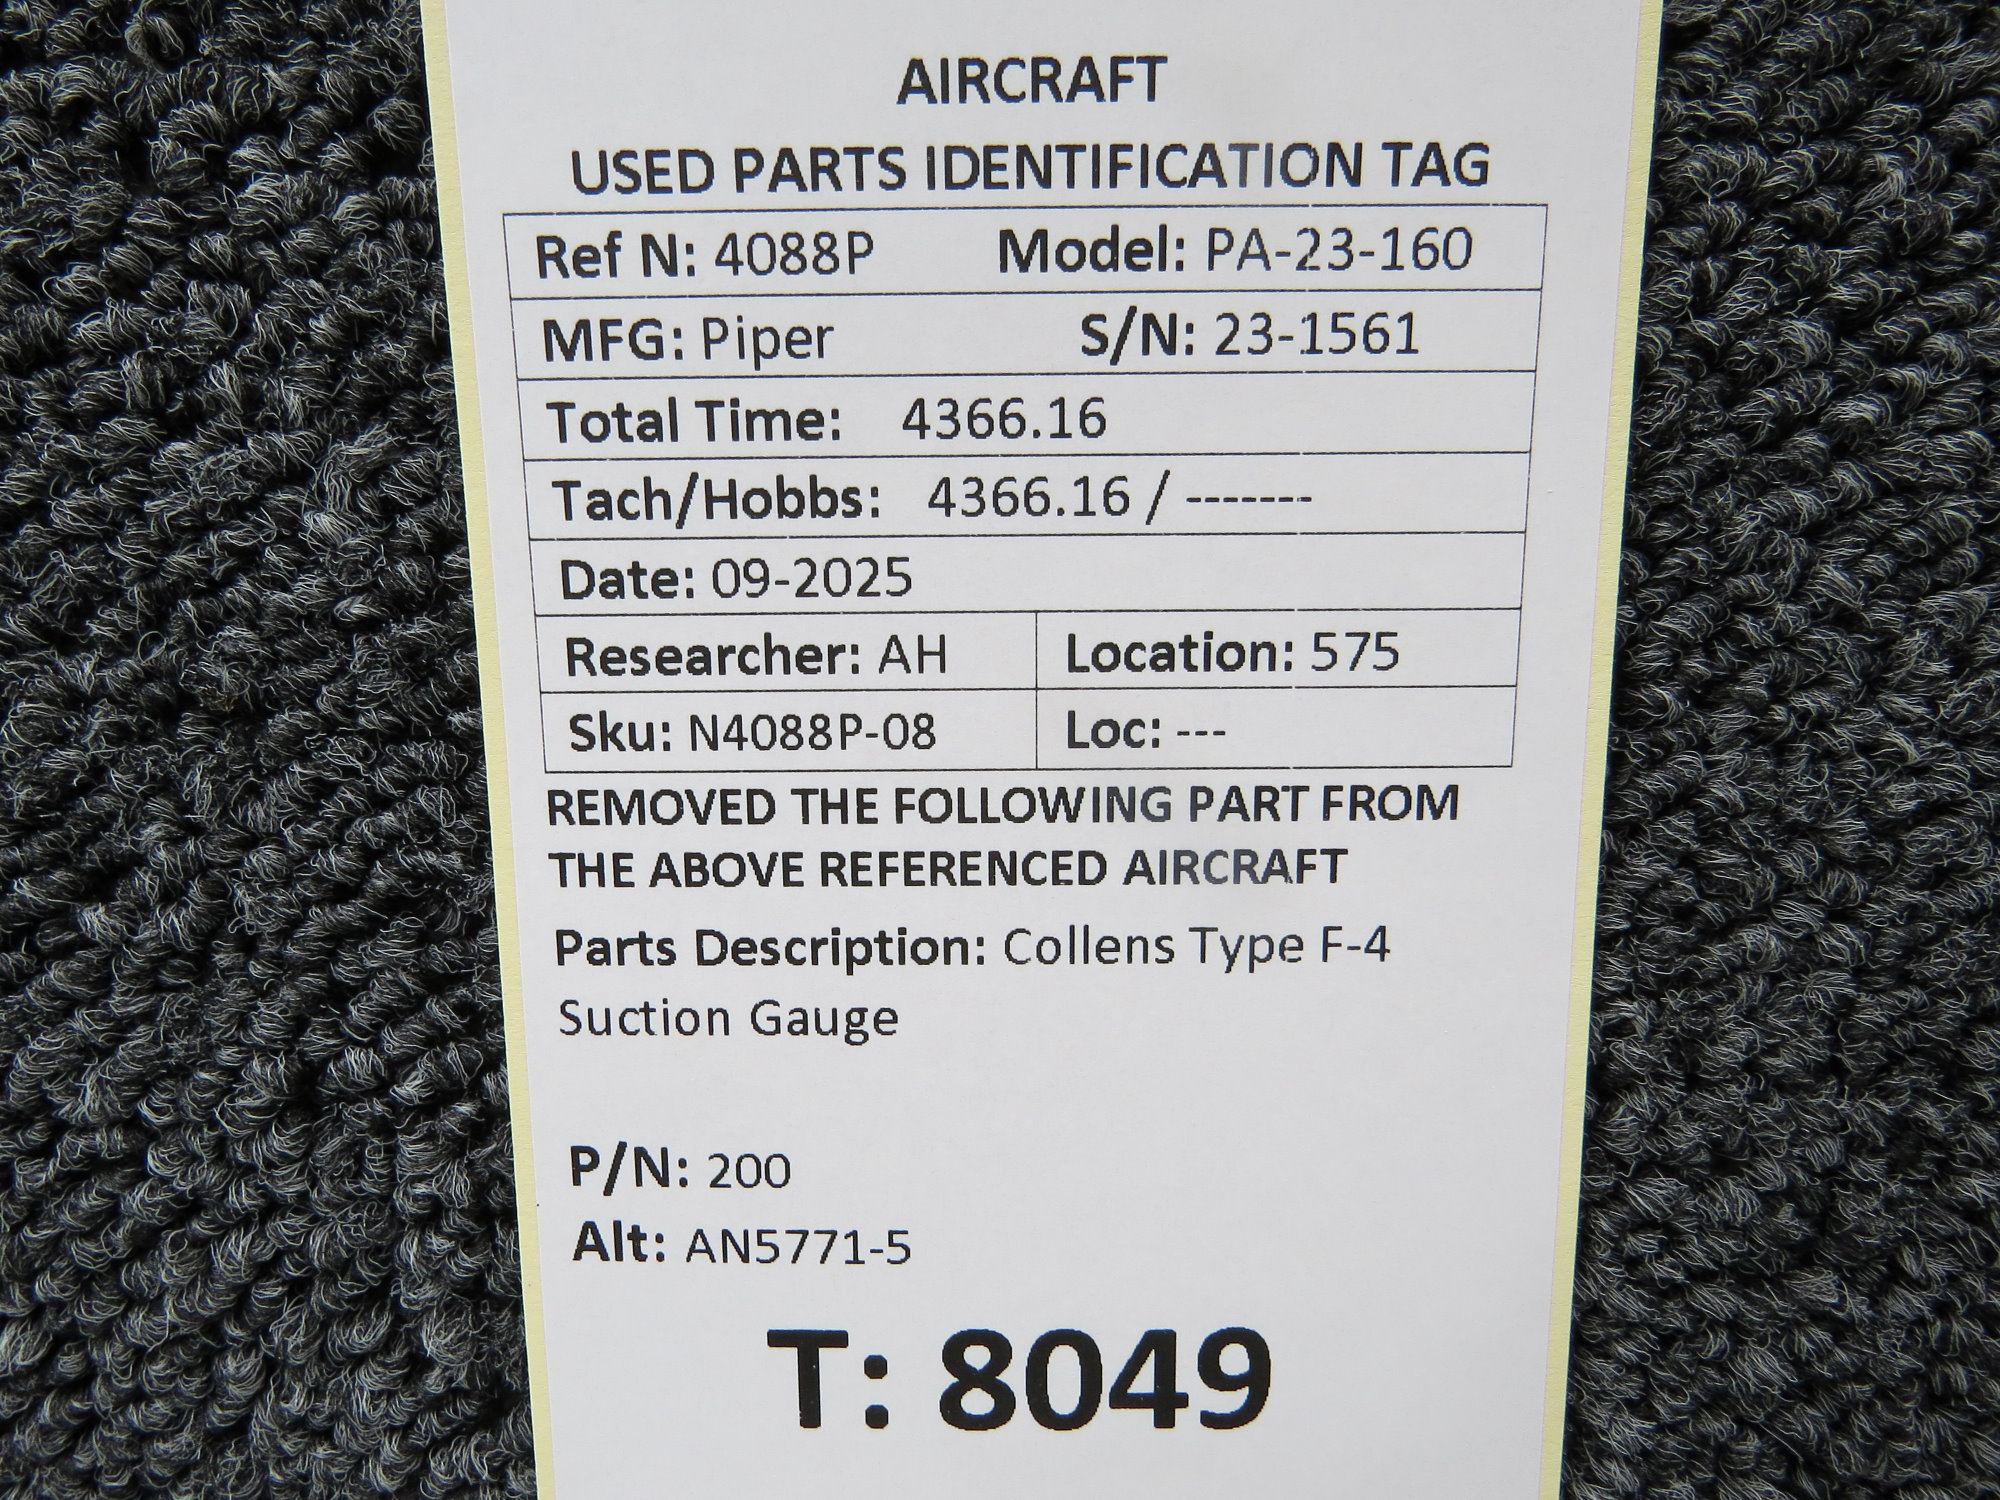 AIRCRAFT
USED PARTS IDENTIFICATION TAG
Ref N: 4088P Model: PA-23-160
MFG: Piper S/N: 23-1561
Total Time: 4366.16
Tach/Hobbs: 4366.16 / -------
Date: 09-2025
Researcher: AH Location: 575
Sku: N4088P-08 Loc: ---
REMOVED THE FOLLOWING PART FROM
THE ABOVE REFERENCED AIRCRAFT
Parts Description: Collens Type F-4
Suction Gauge
P/N: 200
Alt: AN5771-5
T: 8049